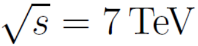 √s = 7 TeV